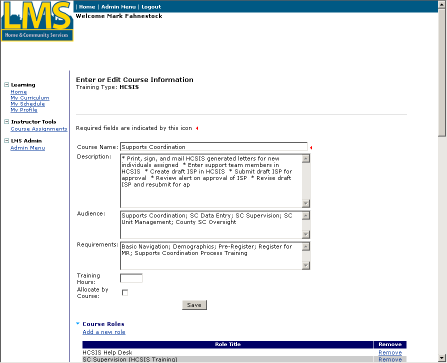 LMS
Home & Community Services
| Home | Admin Menu | Logout
Welcome Mark Fahnestock
Learning
Home
My Curriculum
My Schedule
My Profile
Instructor Tools
Course Assignments
LMS Admin
Admin Menu
Enter or Edit Course Information
Training Type: HCSIS
Required fields are indicated by this icon
Course Name: Supports Coordination
Description: * Print, sign, and mail HCSIS generated letters for new
individuals assigned * Enter support team members in
HCSIS * Create draft ISP in HCSIS * Submit draft ISP for
approval * Review alert on approval of ISP * Revise draft
ISP and resubmit for ap
Audience: Supports Coordination; SC Data Entry; SC Supervision; SC
Unit Management; County SC Oversight
Requirements: Basic Navigation; Demographics; Pre-Register; Register for
MR; Supports Coordination Process Training
Training
Hours:
Allocate by
Course:
Save
* Course Roles
Add a new role
Role Title Remove
HCSIS Help Desk Remove
SC Supervision (HCSIS Training) Remove